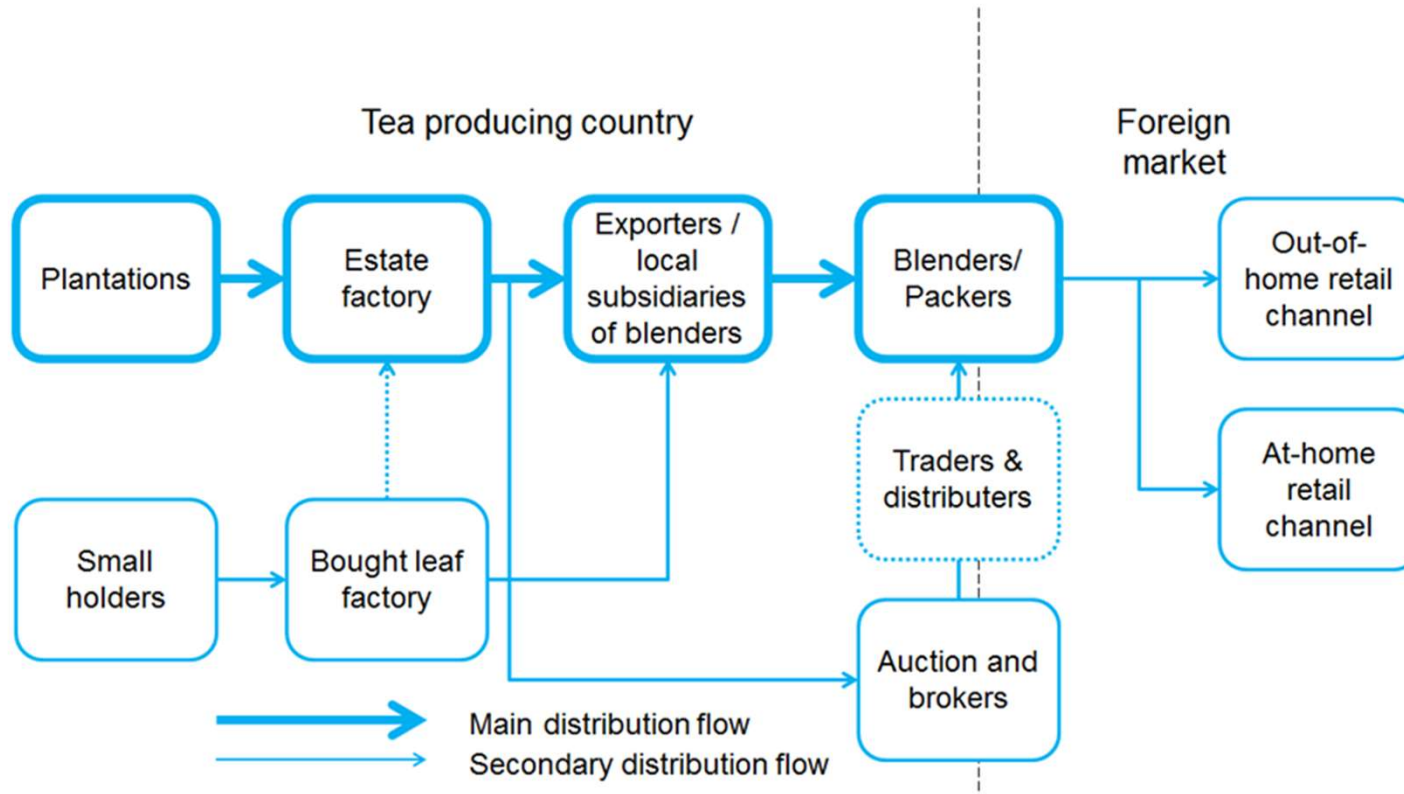 Tea producing country
Foreign
market
Plantations
Estate
factory
Exporters /
local
subsidiaries
of blenders
Blenders/
Packers
Out-of-
home retail
channel
Traders &
distributers
At-home
retail
channel
Small
holders
Bought leaf
factory
Auction and
brokers
Main distribution flow
Secondary distribution flow